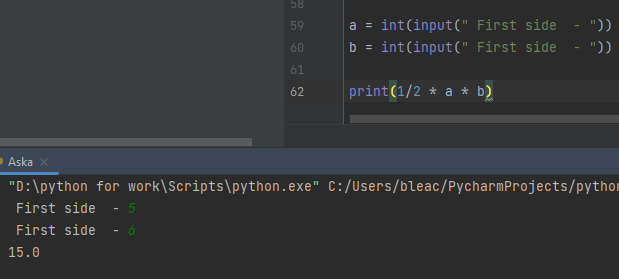 58
59 a = int(input(" First side  - "))
60 b = int(input(" First side  - "))
61
62 print(1/2 * a * b)
Aska ×
"D:\python for work\Scripts\python.exe" C:/Users/bleac/PycharmProjects/python
First side  - 5
First side  - 6
15.0